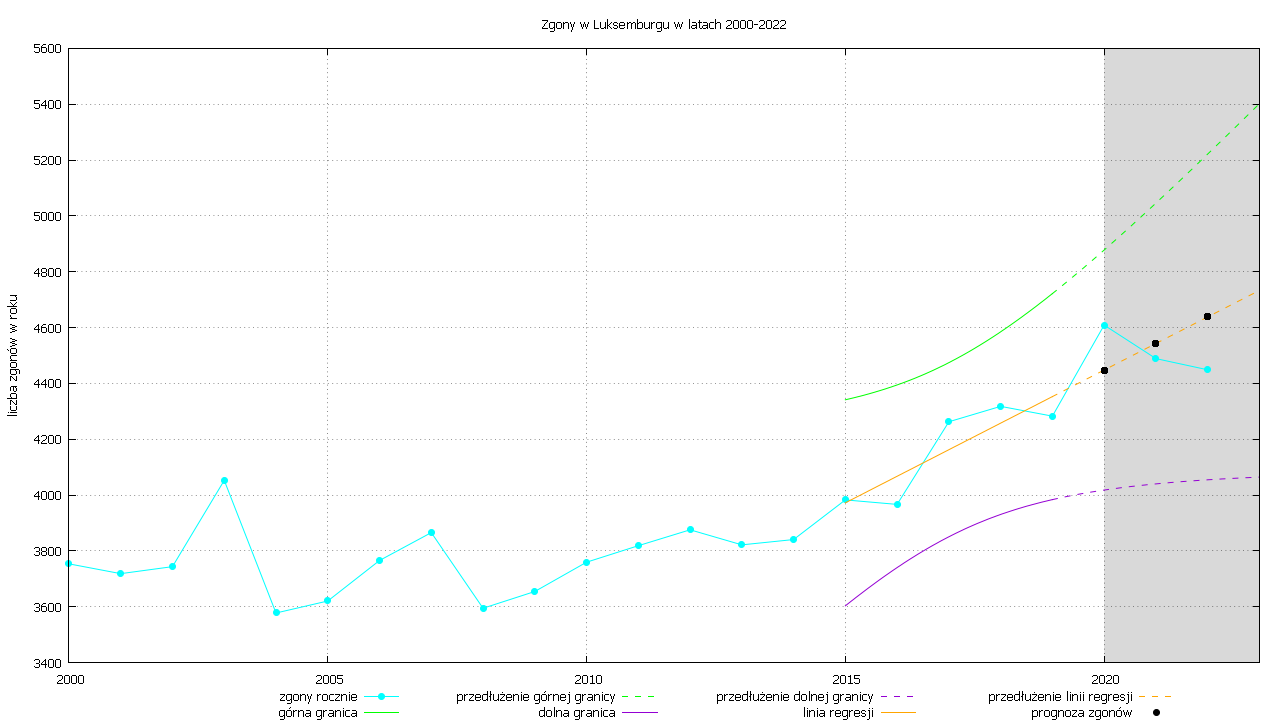 Zgony w Luksemburgu w latach 2000-2022
5600
5400
5200
5000
4800
4600
4400
4200
4000
3800
3600
3400
liczba zgonów w roku
2000 2005 2010 2015 2020
zgony rocznie przedłużenie górnej granicy przedłużenie dolnej granicy przedłużenie linii regresji
górna granica dolna granica linia regresji prognoza zgonów